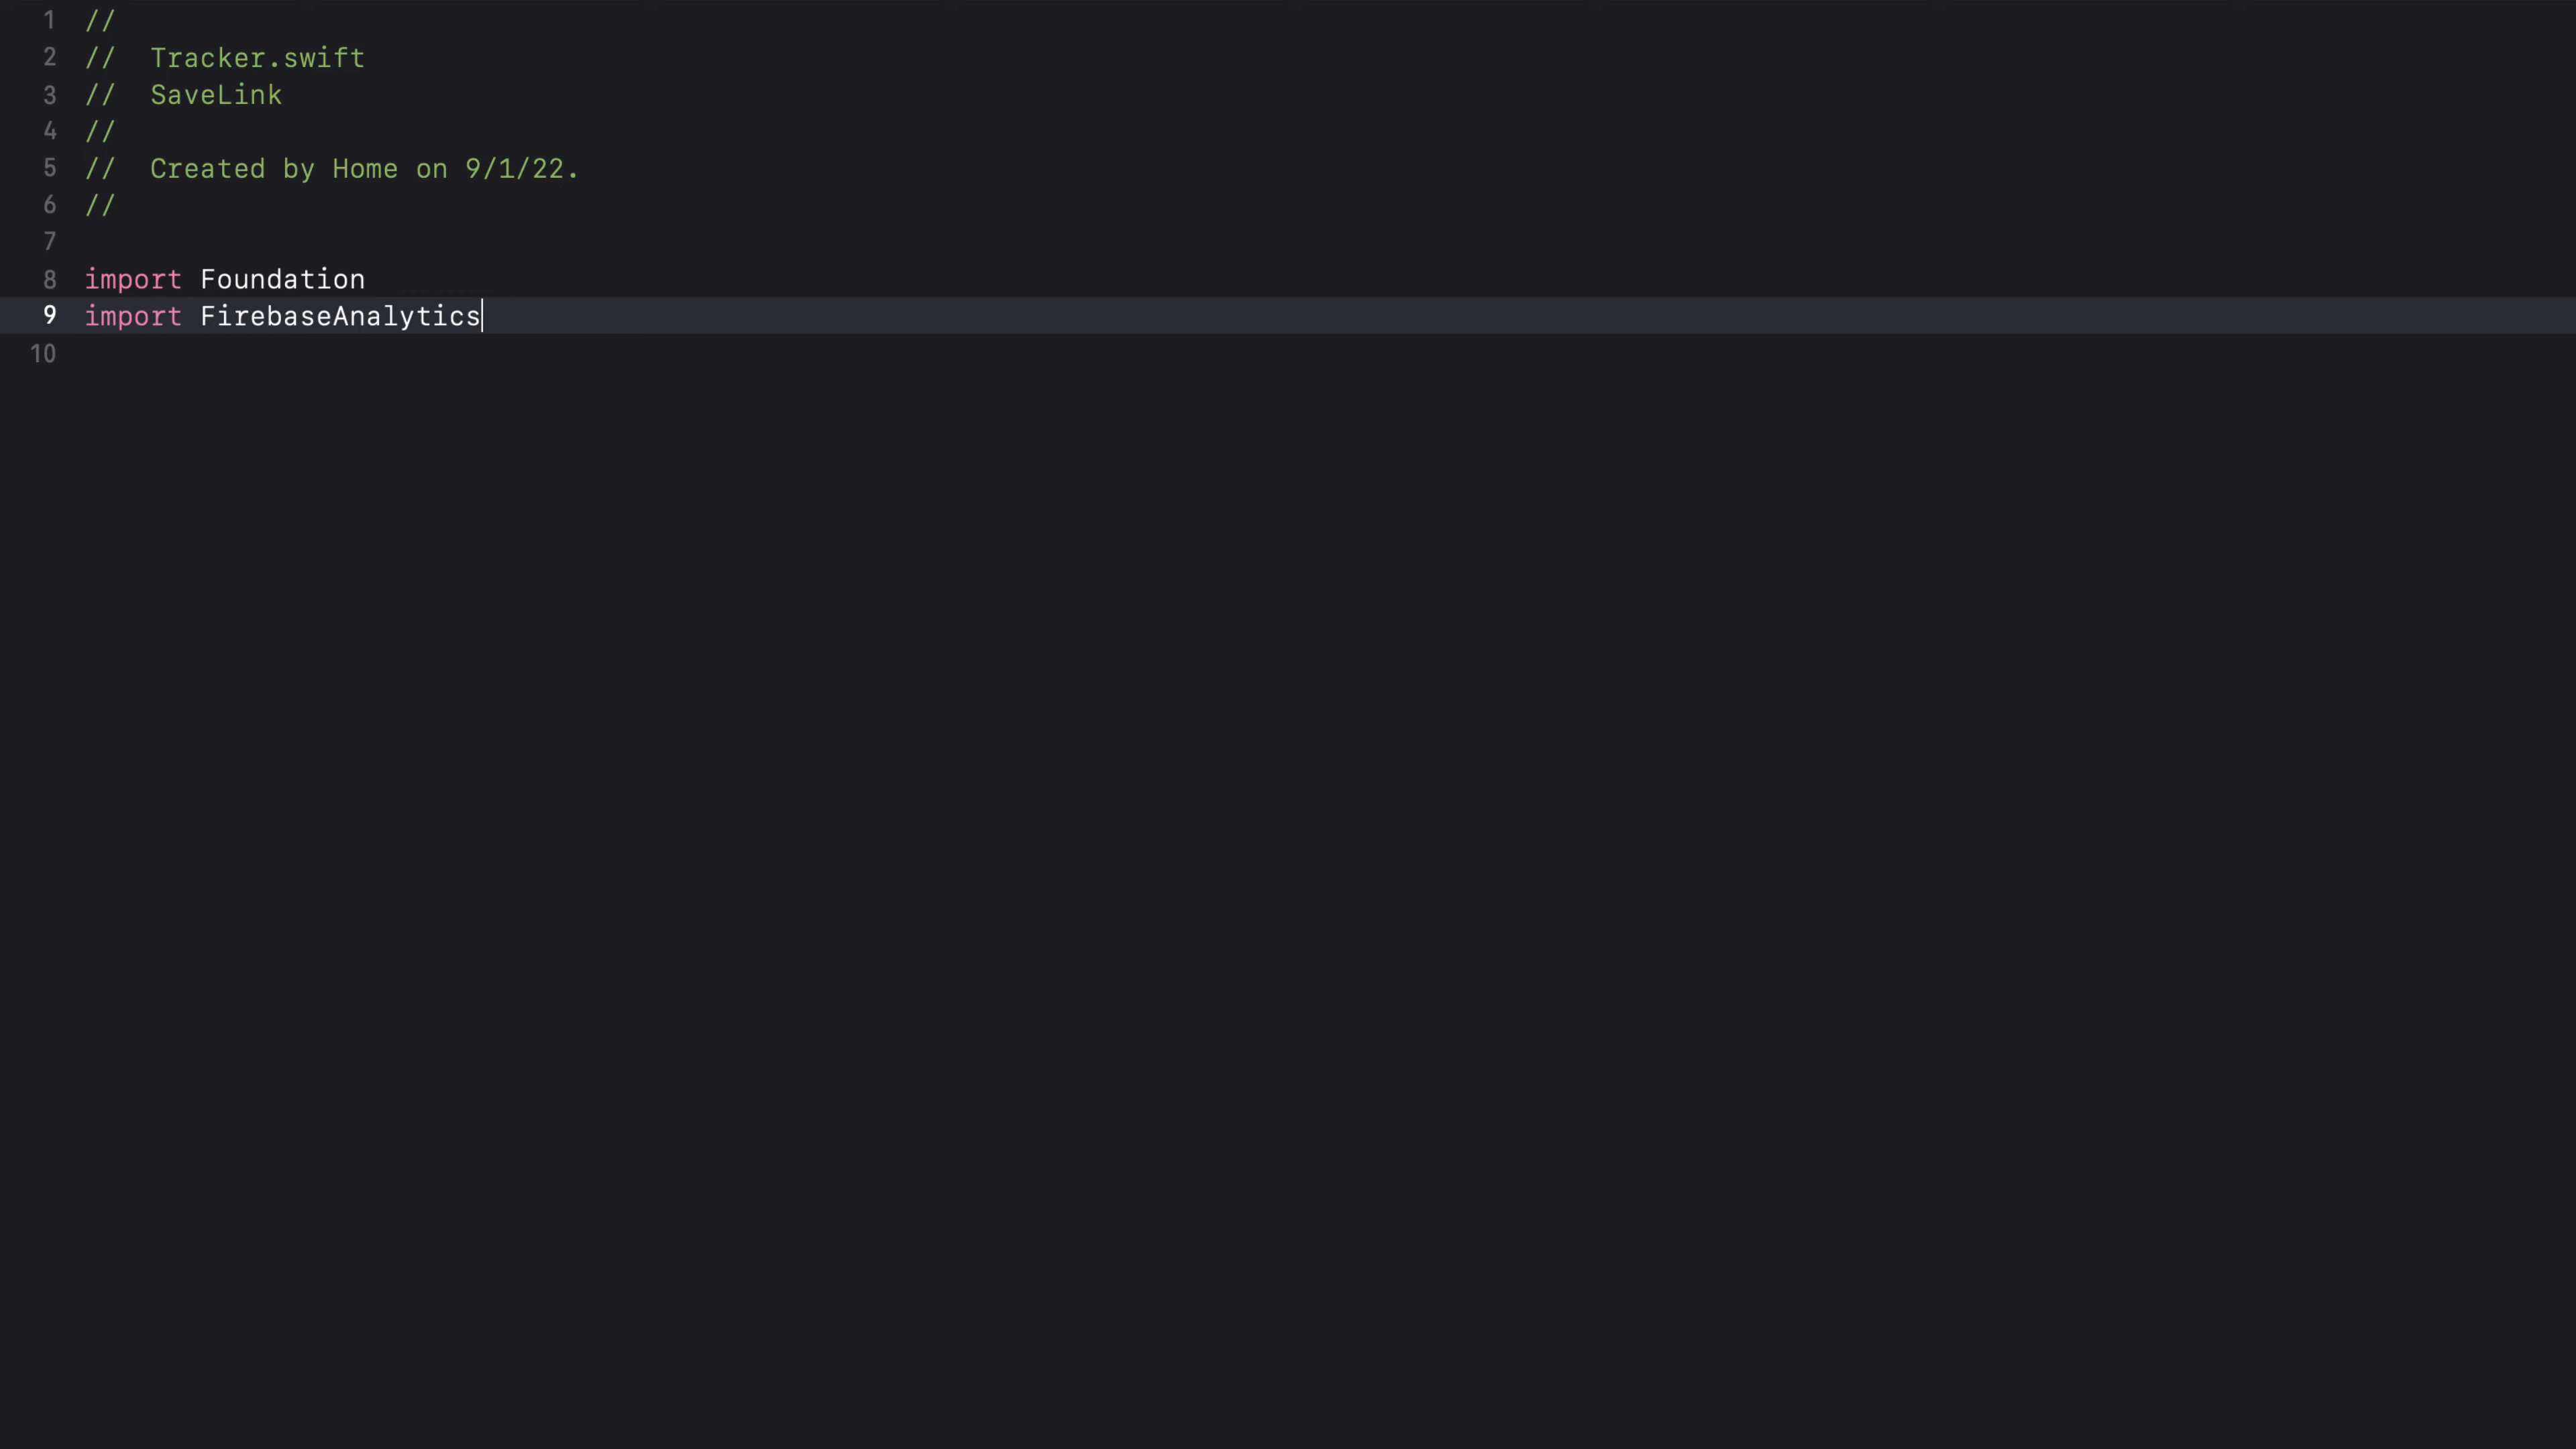 1 //
2 //  Tracker.swift
3 //  SaveLink
4 //
5 //  Created by Home on 9/1/22.
6 //
7
8 import Foundation
9 import FirebaseAnalytics
10